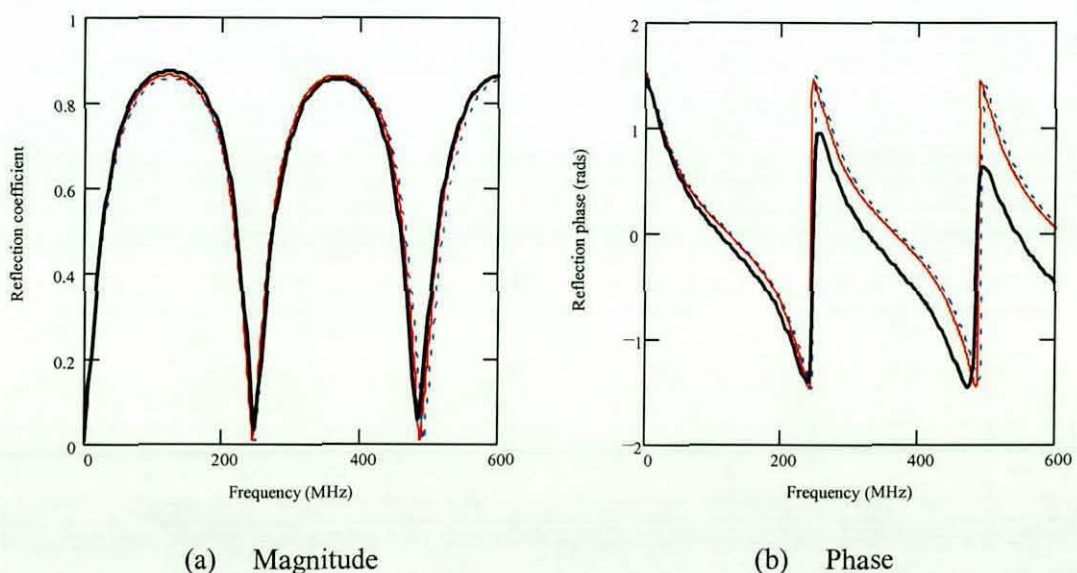 1
0.8
0.6
0.4
0.2
0
Reflection coefficient
0 200 400 600
Frequency (MHz)
(a) Magnitude
2
1
0
−1
−2
Reflection phase (rads)
0 200 400 600
Frequency (MHz)
(b) Phase